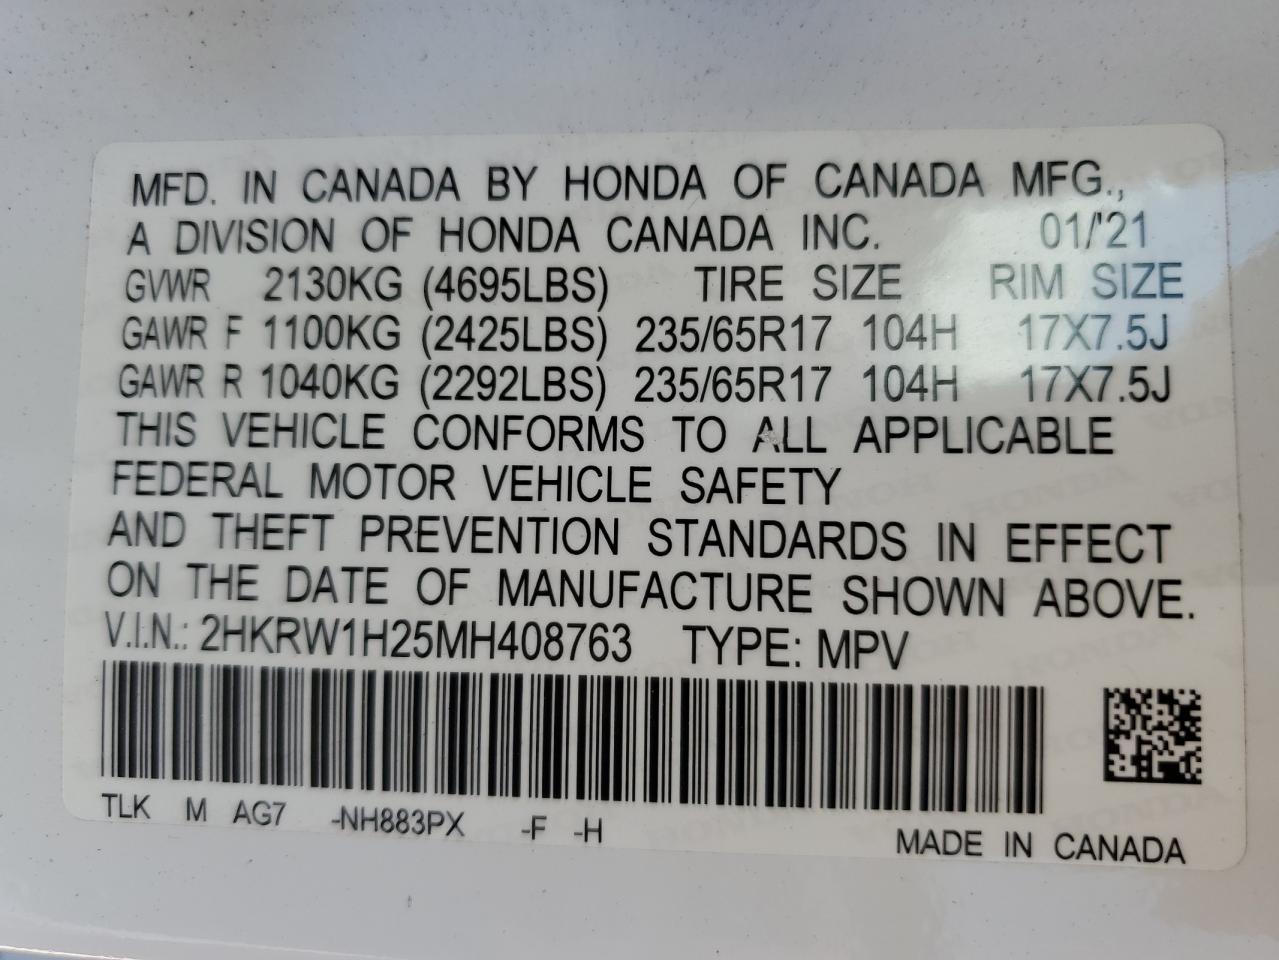 MFD. IN CANADA BY HONDA OF CANADA MFG.,
A DIVISION OF HONDA CANADA INC. 01/'21
GVWR 2130KG (4695LBS) TIRE SIZE RIM SIZE
GAWR F 1100KG (2425LBS) 235/65R17 104H 17X7.5J
GAWR R 1040KG (2292LBS) 235/65R17 104H 17X7.5J
THIS VEHICLE CONFORMS TO ALL APPLICABLE
FEDERAL MOTOR VEHICLE SAFETY
AND THEFT PREVENTION STANDARDS IN EFFECT
ON THE DATE OF MANUFACTURE SHOWN ABOVE.
V.I.N.: 2HKRW1H25MH408763 TYPE: MPV
TLK M AG7 -NH883PX -F -H
MADE IN CANADA